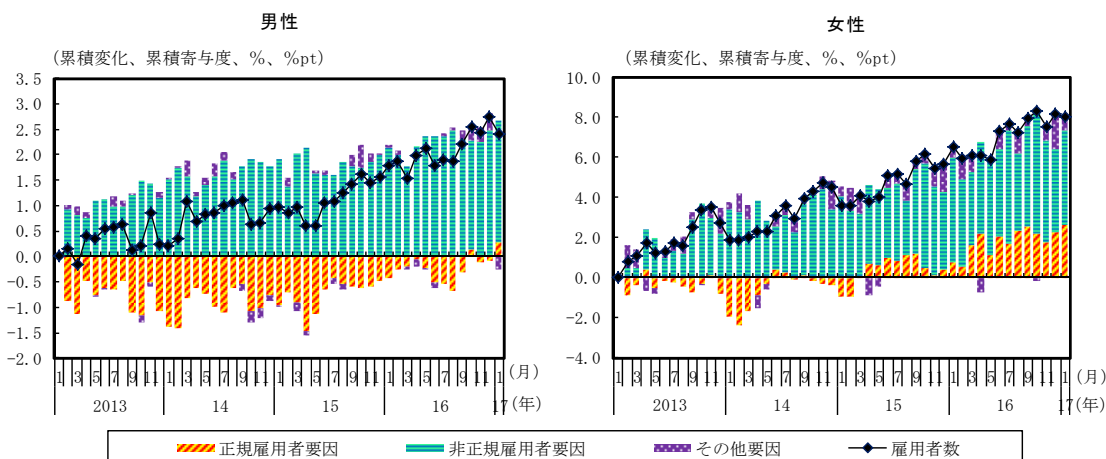 男性
(累積変化、累積寄与度、%、%pt)
3.5
3.0
2.5
2.0
1.5
1.0
0.5
0.0
-0.5
-1.0
-1.5
-2.0
1 3 5 7 9 11 1 3 5 7 9 11 1 3 5 7 9 11 1 3 5 7 9 11 1 (月)
2013 14 15 16 17 (年)
女性
(累積変化、累積寄与度、%、%pt)
10.0
8.0
6.0
4.0
2.0
0.0
-2.0
-4.0
1 3 5 7 9 11 1 3 5 7 9 11 1 3 5 7 9 11 1 3 5 7 9 11 1 (月)
2013 14 15 16 17 (年)
正規雇用者要因 非正規雇用者要因 その他要因 雇用者数